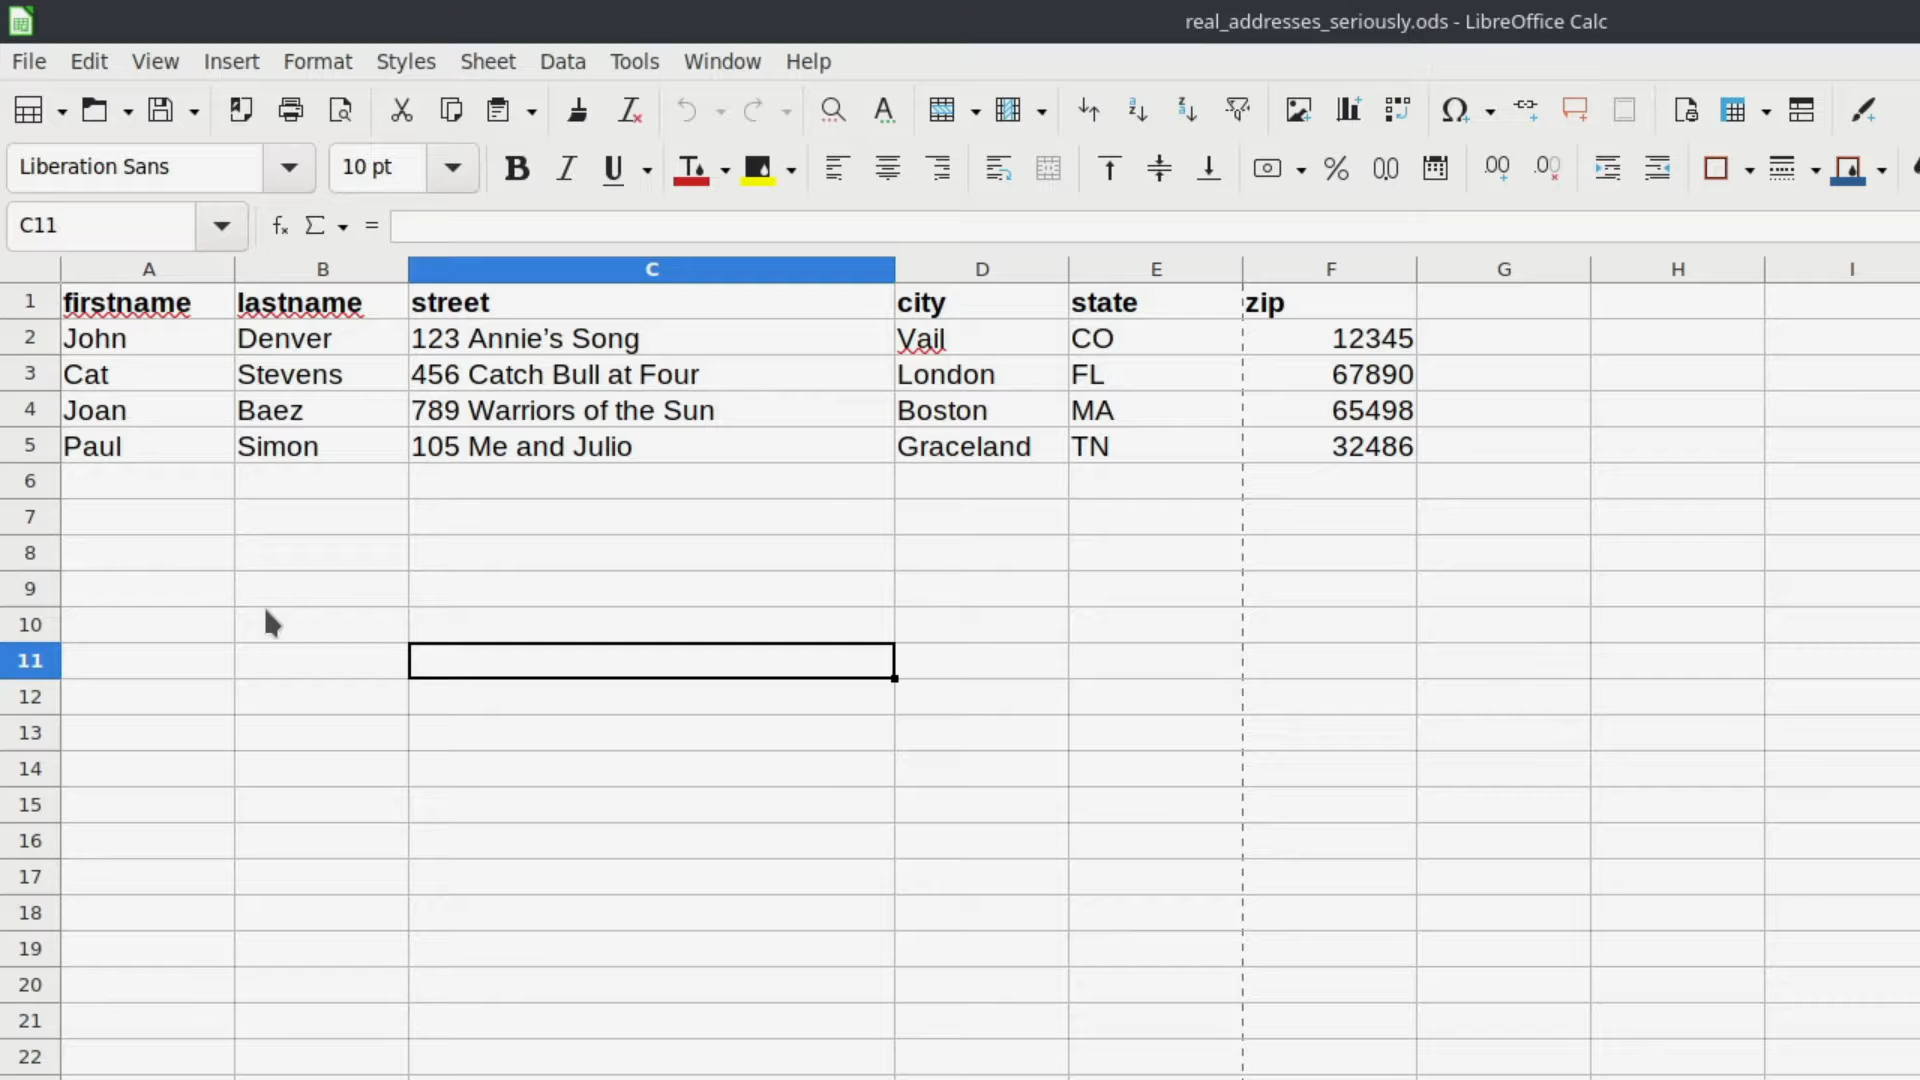 real_addresses_seriously.ods - LibreOffice Calc
File Edit View Insert Format Styles Sheet Data Tools Window Help
Liberation Sans 10 pt
C11
A B C D E F G H I
1 firstname lastname street city state zip
2 John Denver 123 Annie’s Song Vail CO 12345
3 Cat Stevens 456 Catch Bull at Four London FL 67890
4 Joan Baez 789 Warriors of the Sun Boston MA 65498
5 Paul Simon 105 Me and Julio Graceland TN 32486
6
7
8
9
10
11
12
13
14
15
16
17
18
19
20
21
22